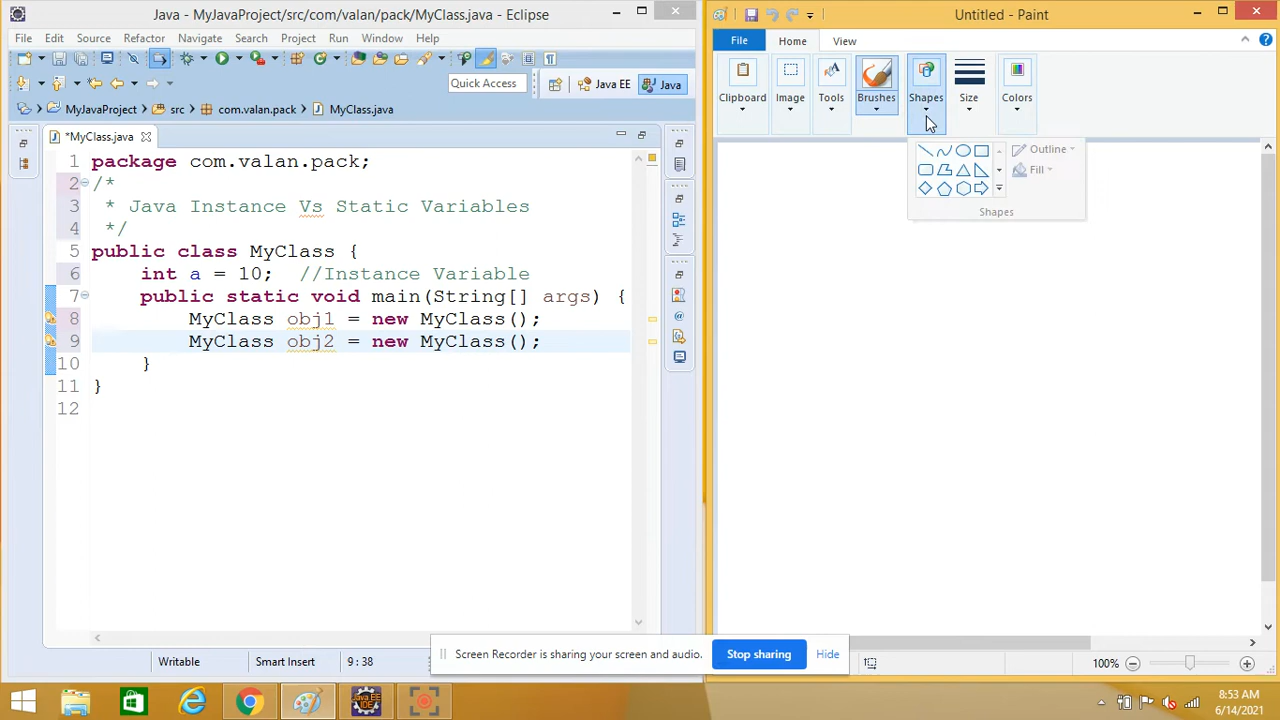 Java - MyJavaProject/src/com/valan/pack/MyClass.java - Eclipse
File Edit Source Refactor Navigate Search Project Run Window Help
Quick Access
Java EE
Java
MyJavaProject src com.valan.pack MyClass.java
*MyClass.java
1 package com.valan.pack;
2 /*
3 * Java Instance Vs Static Variables
4 */
5 public class MyClass {
6 int a = 10; //Instance Variable
7 public static void main(String[] args) {
8 MyClass obj1 = new MyClass();
9 MyClass obj2 = new MyClass();
10 }
11 }
12
Writable Smart Insert 9 : 38
Untitled - Paint
File Home View
Clipboard Image Tools Brushes Shapes Size Colors
Outline
Fill
Shapes
100%
Screen Recorder is sharing your screen and audio. Stop sharing Hide
8:53 AM
6/14/2021